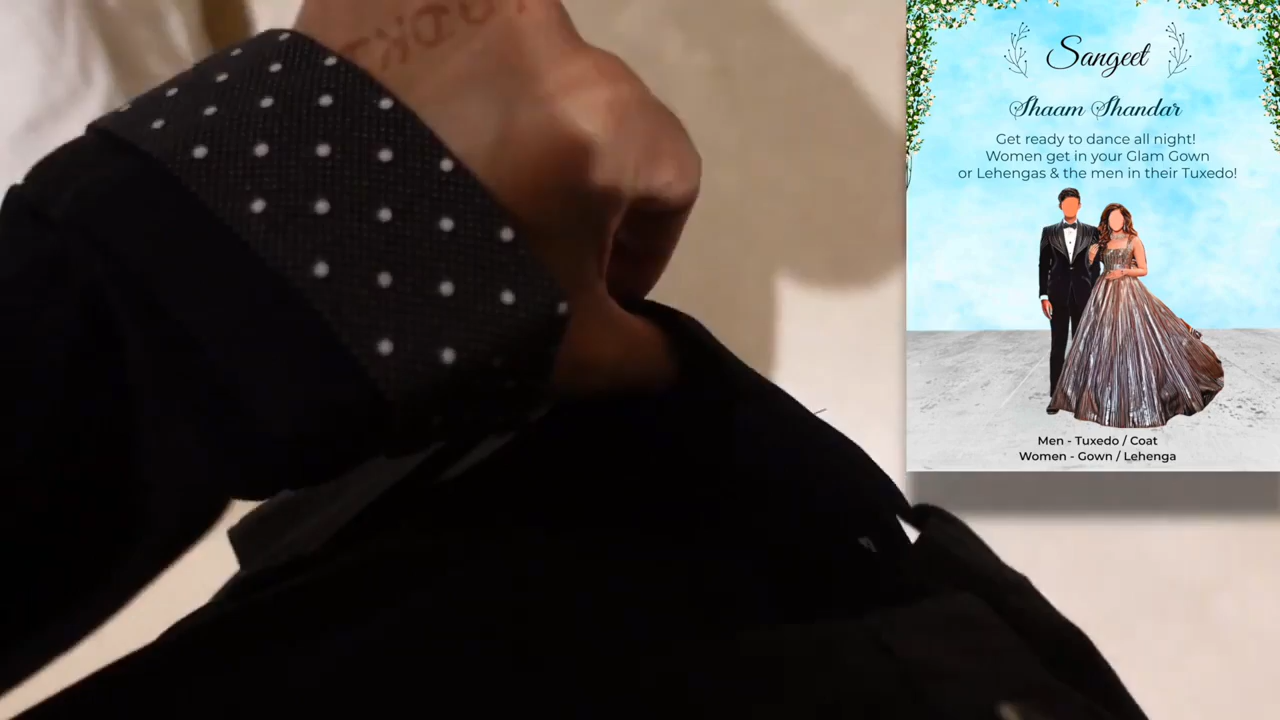 Sangeet
Shaam Shandar
Get ready to dance all night!
Women get in your Glam Gown
or Lehengas & the men in their Tuxedo!
Men - Tuxedo / Coat
Women - Gown / Lehenga